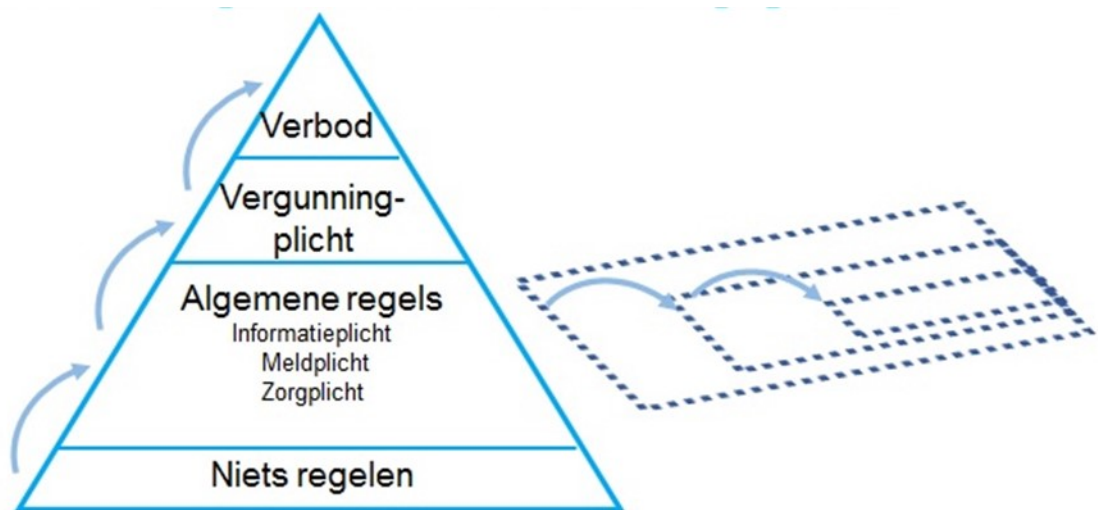 Verbod
Vergunning-
plicht
Algemene regels
Informatieplicht
Meldplicht
Zorgplicht
Niets regelen